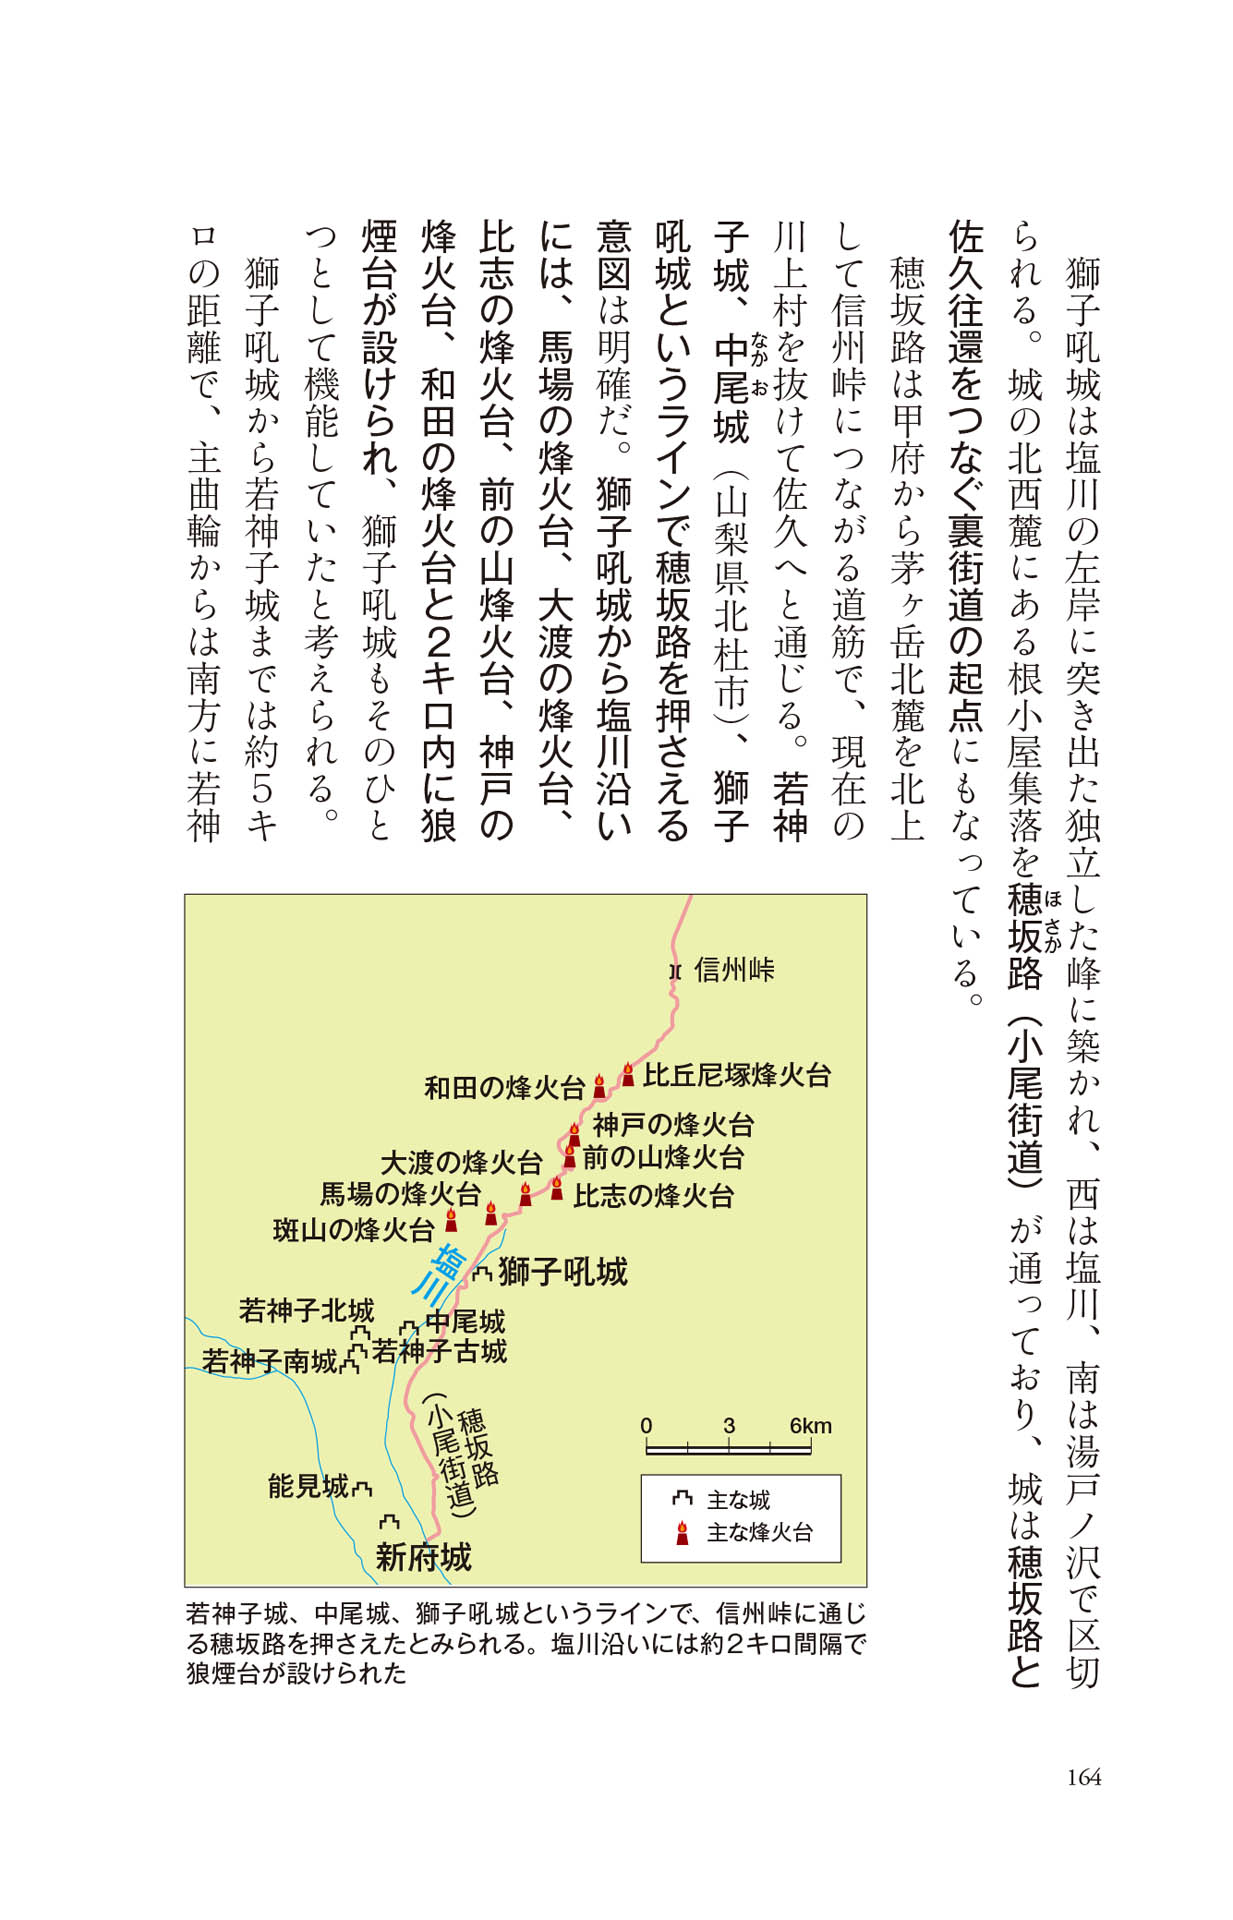 獅子吼城は塩川の左岸に突き出た独立した峰に築かれ、西は塩川、南は湯戸ノ沢で区切
られる。城の北西麓にある根小屋集落を穂坂路（小尾街道）が通っており、城は穂坂路と
ほさか
佐久往還をつなぐ裏街道の起点にもなっている。
穂坂路は甲府から茅ヶ岳北麓を北上
して信州峠につながる道筋で、現在の
川上村を抜けて佐久へと通じる。若神
子城、中尾城（山梨県北杜市）、獅子
なかお
吼城というラインで穂坂路を押さえる
意図は明確だ。獅子吼城から塩川沿い
には、馬場の烽火台、大渡の烽火台、
比志の烽火台、前の山烽火台、神戸の
烽火台、和田の烽火台と2キロ内に狼
煙台が設けられ、獅子吼城もそのひと
つとして機能していたと考えられる。
獅子吼城から若神子城までは約5キ
ロの距離で、主曲輪からは南方に若神
信州峠
比丘尼塚烽火台
和田の烽火台
神戸の烽火台
前の山烽火台
大渡の烽火台
比志の烽火台
馬場の烽火台
斑山の烽火台
塩川
獅子吼城
若神子北城
中尾城
若神子古城
若神子南城
穂坂路
（小尾街道）
能見城
新府城
0 3 6km
主な城
主な烽火台
若神子城、中尾城、獅子吼城というラインで、信州峠に通じ
る穂坂路を押さえたとみられる。塩川沿いには約2キロ間隔で
狼煙台が設けられた
164